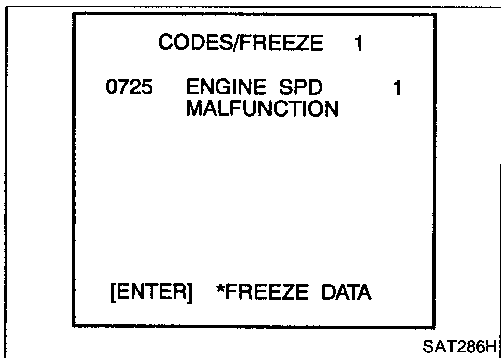 CODES/FREEZE 1
0725 ENGINE SPD 1
MALFUNCTION
[ENTER] *FREEZE DATA
SAT286H